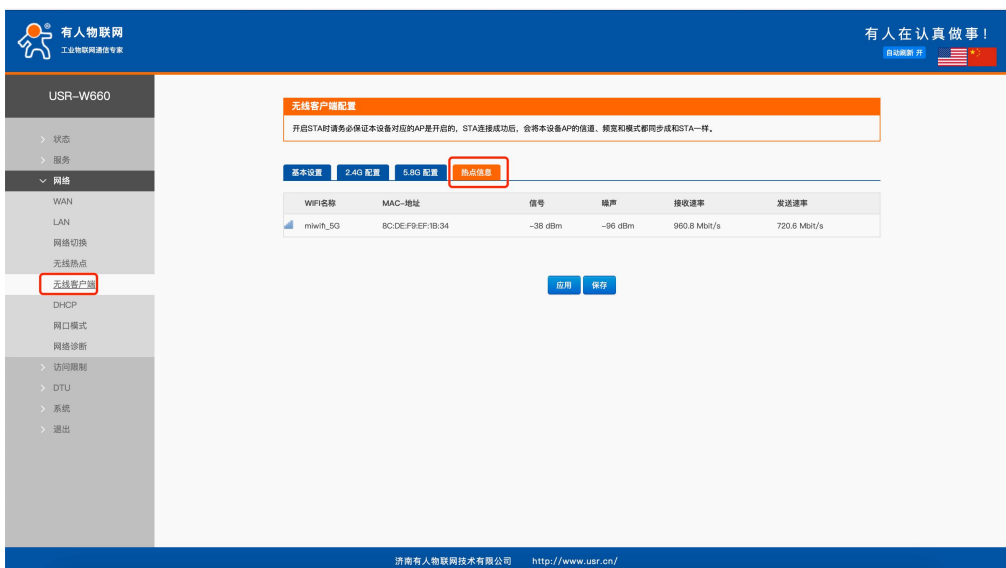 有人物联网
工业物联网通信专家
有人在认真做事！
自动刷新 开
USR-W660
状态
服务
网络
WAN
LAN
网络切换
无线热点
无线客户端
DHCP
网口模式
网络诊断
访问限制
DTU
系统
退出
无线客户端配置
开启STA时请务必保证本设备对应的AP是开启的，STA连接成功后，会将本设备AP的信道、频宽和模式都同步成和STA一样。
基本设置 2.4G 配置 5.8G 配置 热点信息
WIFI名称 MAC-地址 信号 噪声 接收速率 发送速率
miwifi_5G 8C:DE:F9:EF:1B:34 -38 dBm -96 dBm 960.8 Mbit/s 720.6 Mbit/s
应用 保存
济南有人物联网技术有限公司 http://www.usr.cn/